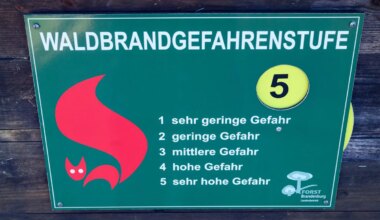 WALDBRANDGEFAHRENSTUFE
5
1 sehr geringe Gefahr
2 geringe Gefahr
3 mittlere Gefahr
4 hohe Gefahr
5 sehr hohe Gefahr
FORST
Brandenburg